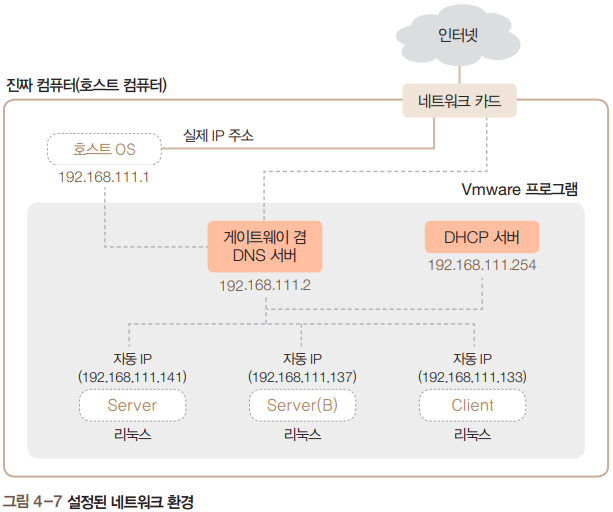 인터넷
진짜 컴퓨터(호스트 컴퓨터)
네트워크 카드
실제 IP 주소
호스트 OS
192.168.111.1
Vmware 프로그램
게이트웨이 겸
DNS 서버
192.168.111.2
DHCP 서버
192.168.111.254
자동 IP
(192.168.111.141)
Server
리눅스
자동 IP
(192.168.111.137)
Server(B)
리눅스
자동 IP
(192.168.111.133)
Client
리눅스
그림 4-7 설정된 네트워크 환경